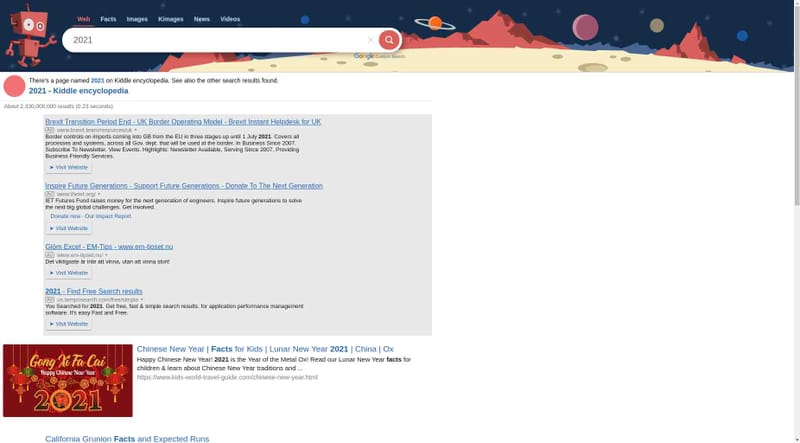 Web Facts Images Kimages News Videos
2021
Google Custom Search
There's a page named 2021 on Kiddle encyclopedia. See also the other search results found.
2021 - Kiddle encyclopedia
About 2,330,000,000 results (0.23 seconds)
Brexit Transition Period End - UK Border Operating Model - Brexit Instant Helpdesk for UK
Ad www.brexit.team/resources/uk
Border controls on imports coming into GB from the EU in three stages up until 1 July 2021. Covers all
processes and systems, across all Gov. dept. that will be used at the border. In Business Since 2007.
Subscribe To Newsletter. View Events. Highlights: Newsletter Available, Serving Since 2007, Providing
Business Friendly Services.
➤ Visit Website
Inspire Future Generations - Support Future Generations - Donate To The Next Generation
Ad www.theiet.org/
IET Futures Fund raises money for the next generation of engineers. Inspire future generations to solve
the next big global challenges. Get involved.
Donate now · Our Impact Report
➤ Visit Website
Glöm Excel - EM-Tips - www.em-tipset.nu
Ad www.em-tipset.nu/
Det viktigaste är inte att vinna, utan att vinna stort!
➤ Visit Website
2021 - Find Free Search results
Ad us.temposearch.com/free/simple
You Searched for 2021. Get free, fast & simple search results. for application performance management
software. It's easy Fast and Free.
➤ Visit Website
Chinese New Year | Facts for Kids | Lunar New Year 2021 | China | Ox
Gong Xi Fa Cai
Happy Chinese New Year
2021
Happy Chinese New Year! 2021 is the Year of the Metal Ox! Read our Lunar New Year facts for
children & learn about Chinese New Year traditions and ...
https://www.kids-world-travel-guide.com/chinese-new-year.html
California Grunion Facts and Expected Runs